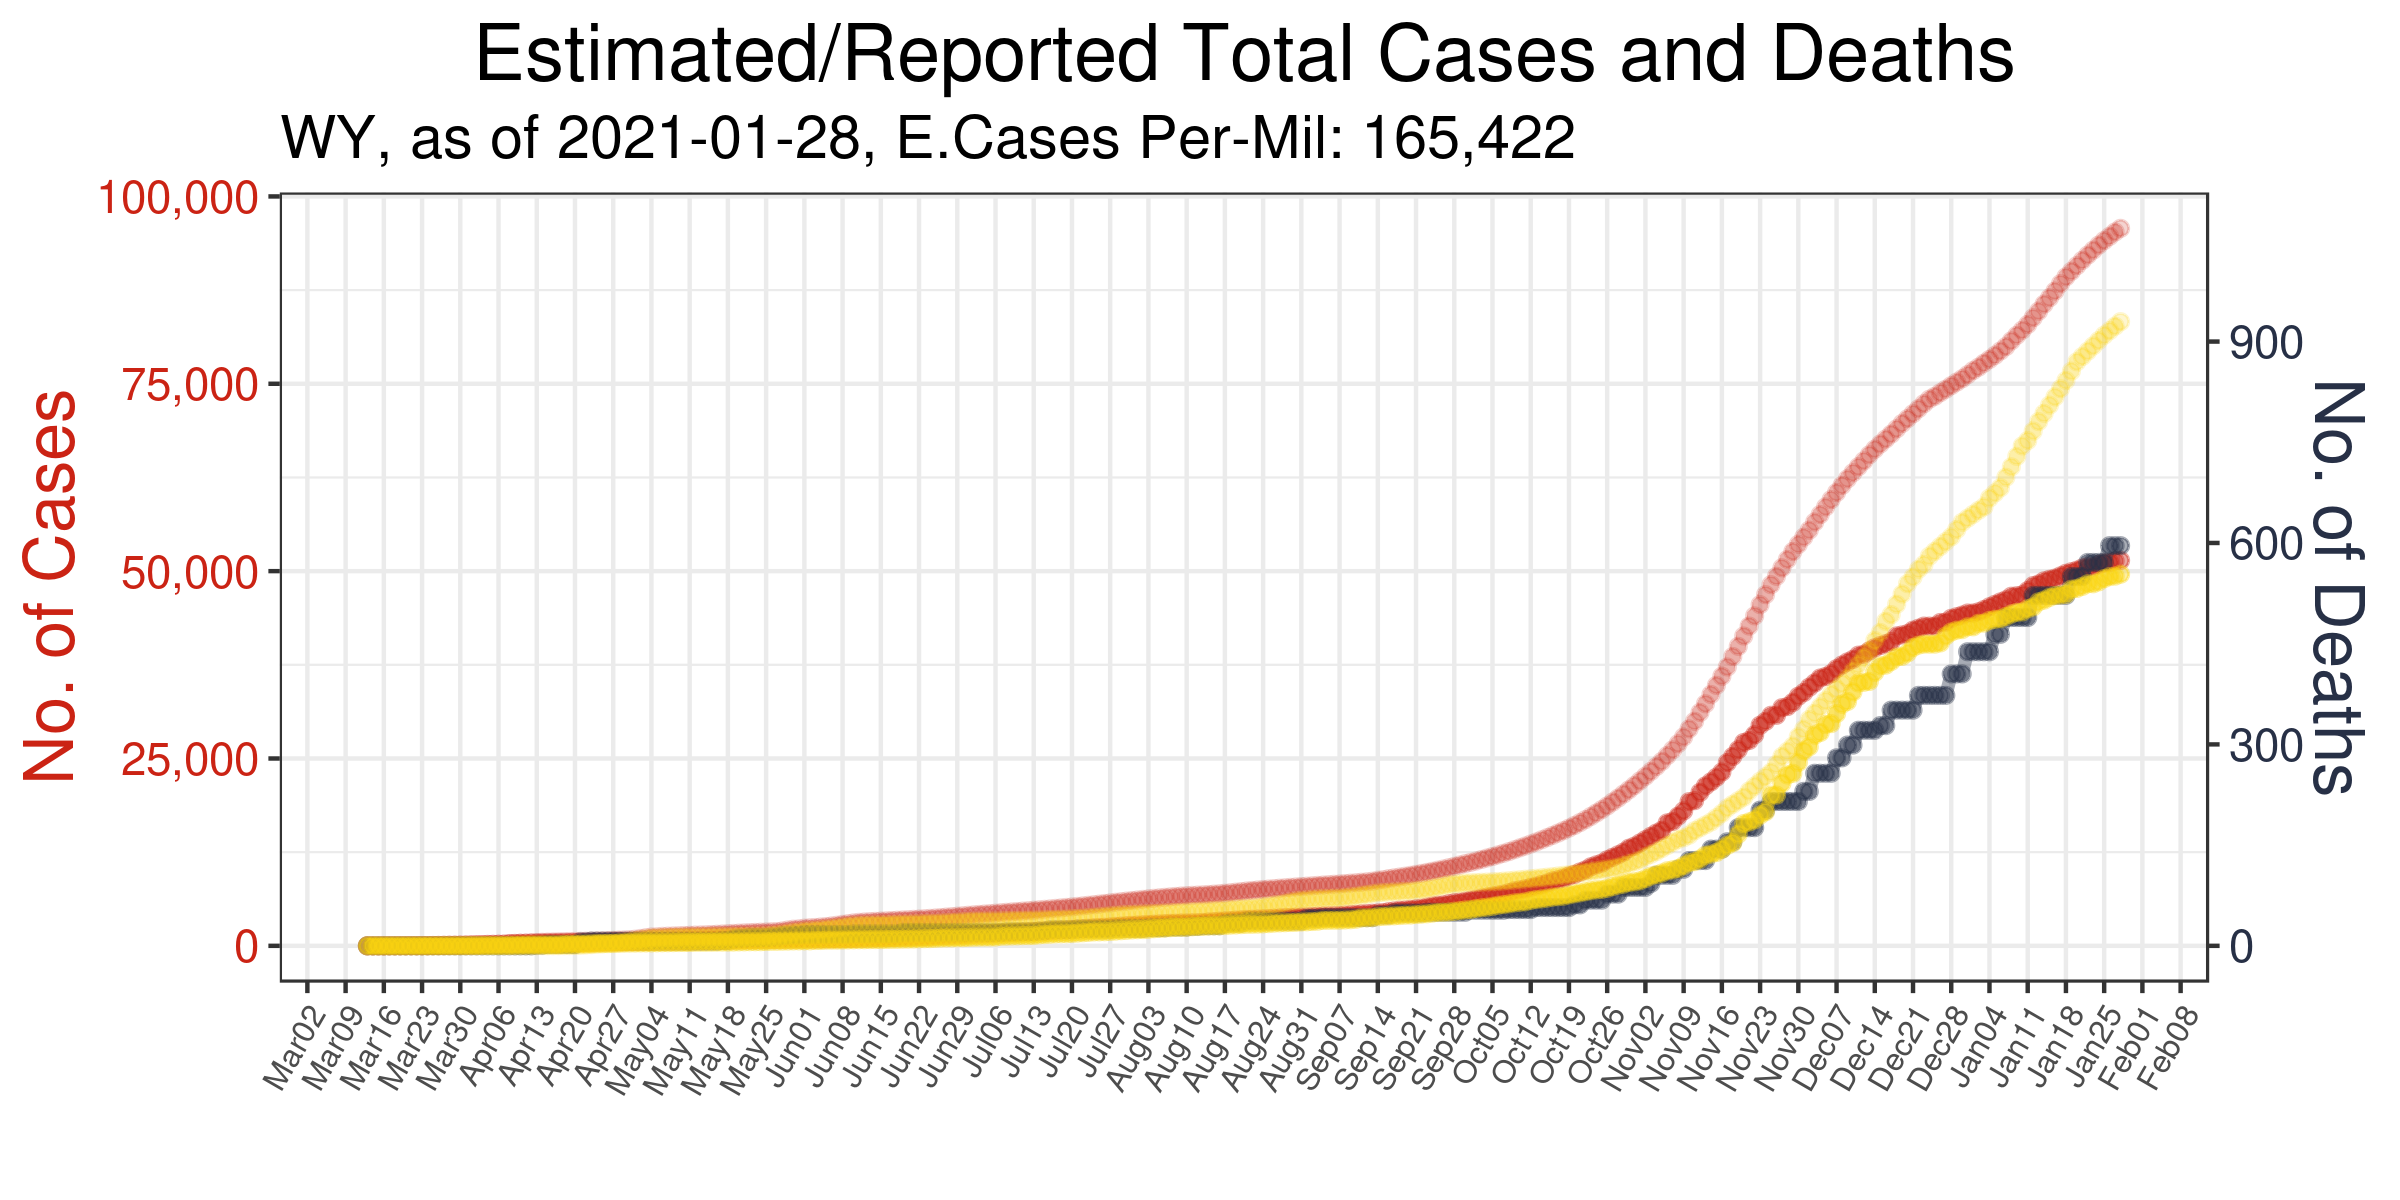 Estimated/Reported Total Cases and Deaths
WY, as of 2021-01-28, E.Cases Per-Mil: 165,422
No. of Cases
100,000
75,000
50,000
25,000
0
900
600
300
0
No. of Deaths
Mar02
Mar09
Mar16
Mar23
Mar30
Apr06
Apr13
Apr20
Apr27
May04
May11
May18
May25
Jun01
Jun08
Jun15
Jun22
Jun29
Jul06
Jul13
Jul20
Jul27
Aug03
Aug10
Aug17
Aug24
Aug31
Sep07
Sep14
Sep21
Sep28
Oct05
Oct12
Oct19
Oct26
Nov02
Nov09
Nov16
Nov23
Nov30
Dec07
Dec14
Dec21
Dec28
Jan04
Jan11
Jan18
Jan25
Feb01
Feb08